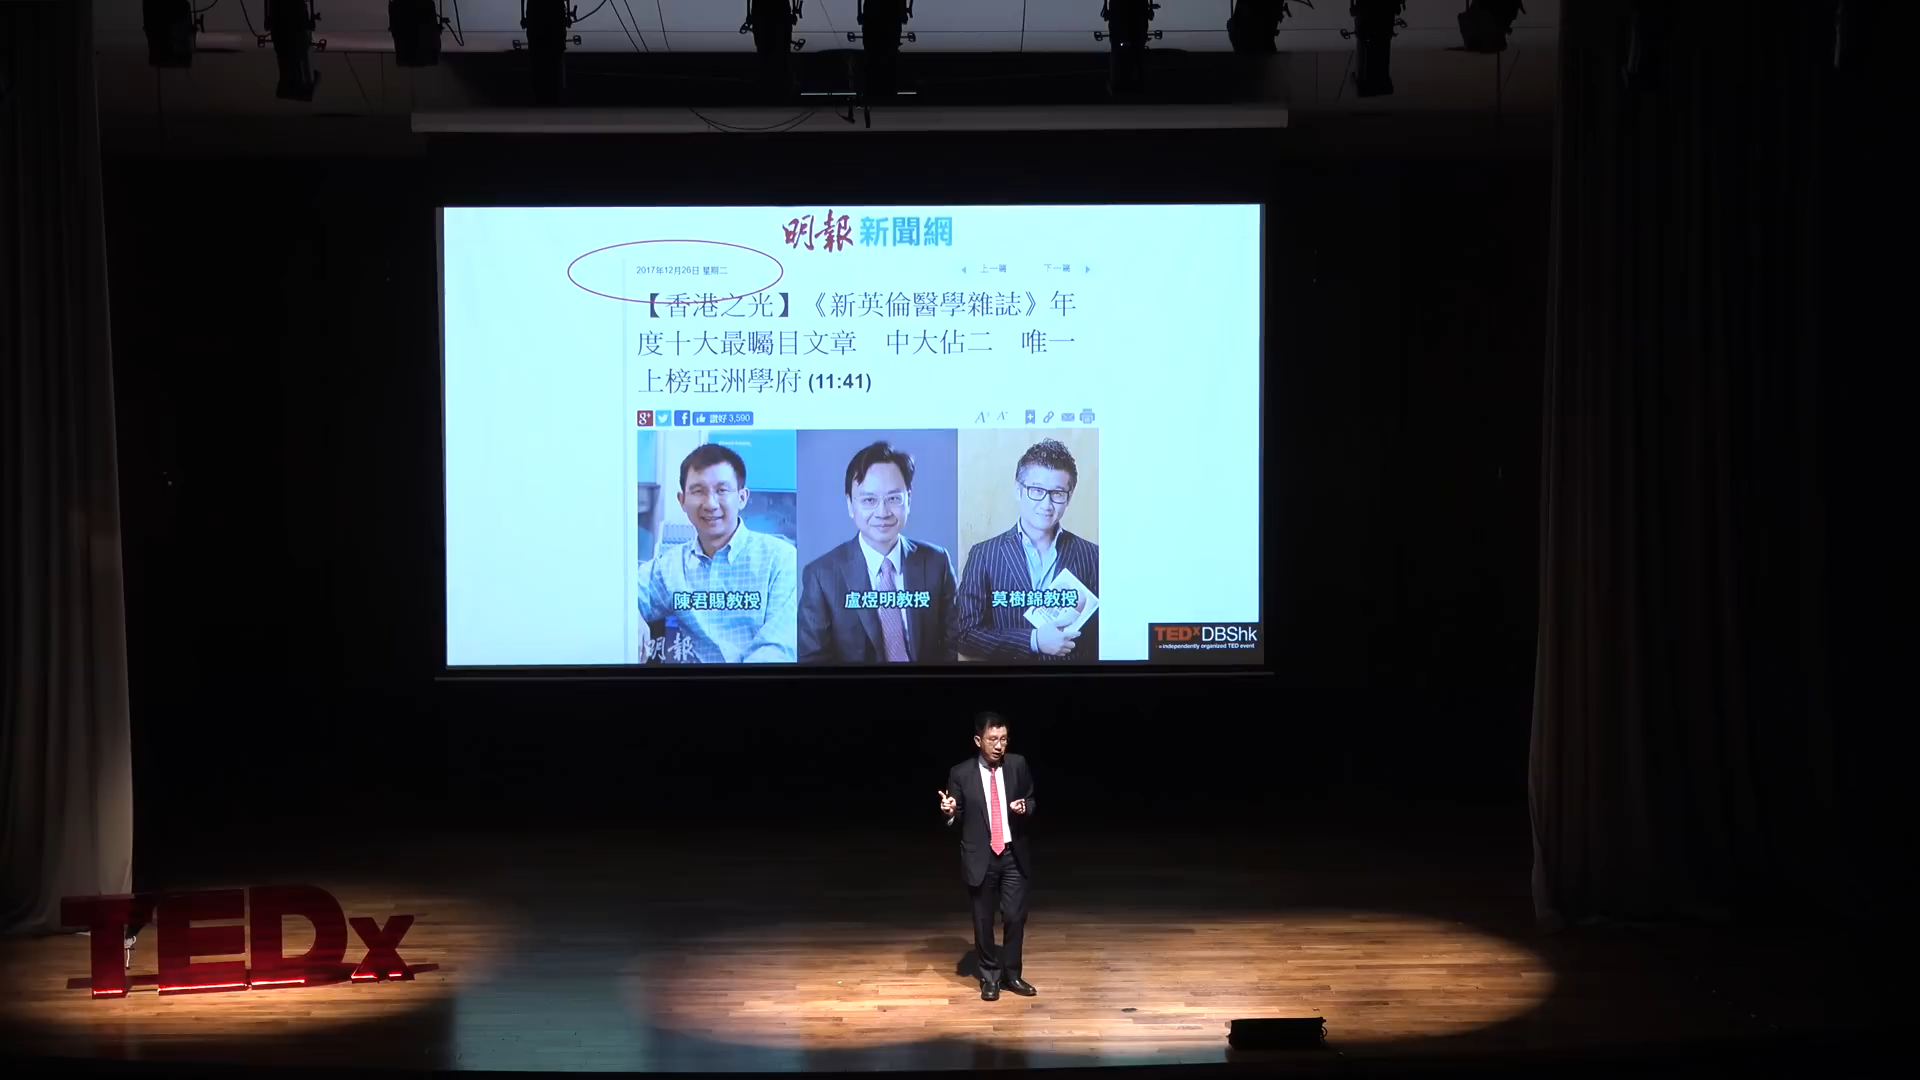 明報 新聞網
2017年12月26日 星期二
上一篇 下一篇
【香港之光】《新英倫醫學雜誌》年
度十大最矚目文章 中大佔二 唯一
上榜亞洲學府 (11:41)
g+ f 讚好 3,590 A+ A-
陳君賜教授 盧煜明教授 莫樹錦教授
明報
TEDxDBShk
x = independently organized TED event
TEDx